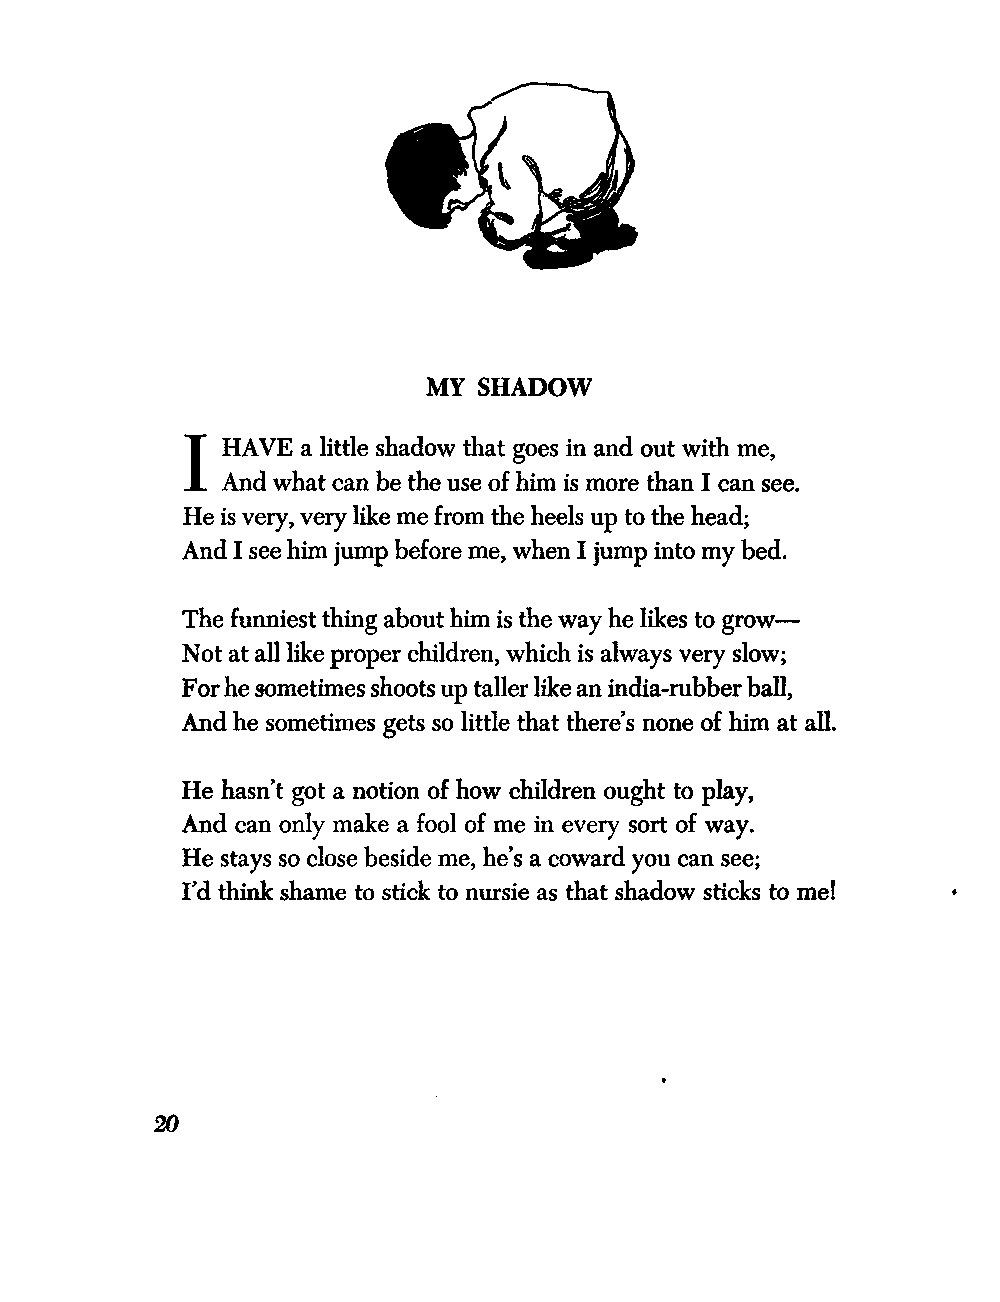 MY SHADOW
I HAVE a little shadow that goes in and out with me,
And what can be the use of him is more than I can see.
He is very, very like me from the heels up to the head;
And I see him jump before me, when I jump into my bed.
The funniest thing about him is the way he likes to grow—
Not at all like proper children, which is always very slow;
For he sometimes shoots up taller like an india-rubber ball,
And he sometimes gets so little that there's none of him at all.
He hasn't got a notion of how children ought to play,
And can only make a fool of me in every sort of way.
He stays so close beside me, he's a coward you can see;
I'd think shame to stick to nursie as that shadow sticks to me!
20